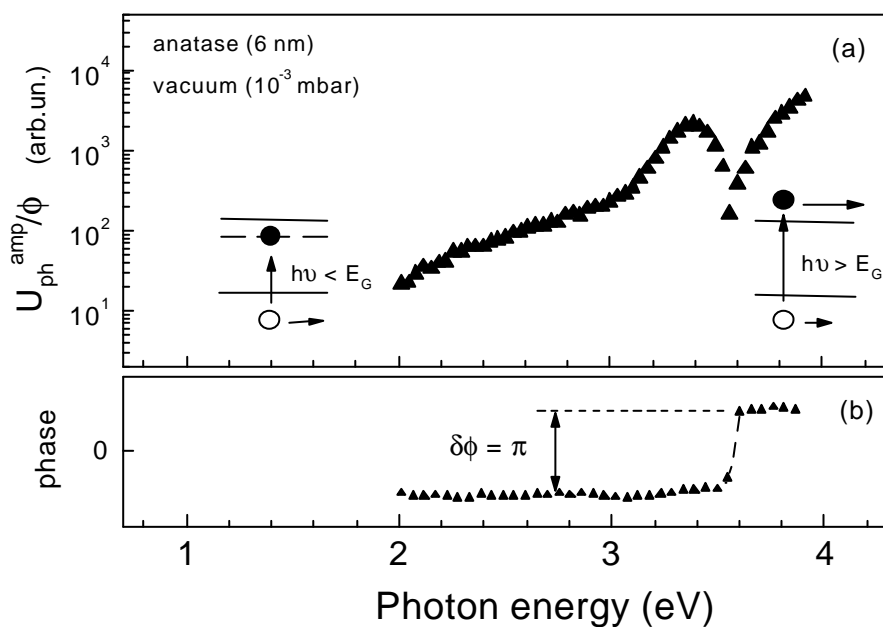 anatase (6 nm)
vacuum (10⁻³ mbar)
(a)
U_ph^amp/ϕ (arb.un.)
10⁴
10³
10²
10¹
hυ < E_G
hυ > E_G
(b)
phase
0
δϕ = π
1 2 3 4
Photon energy (eV)